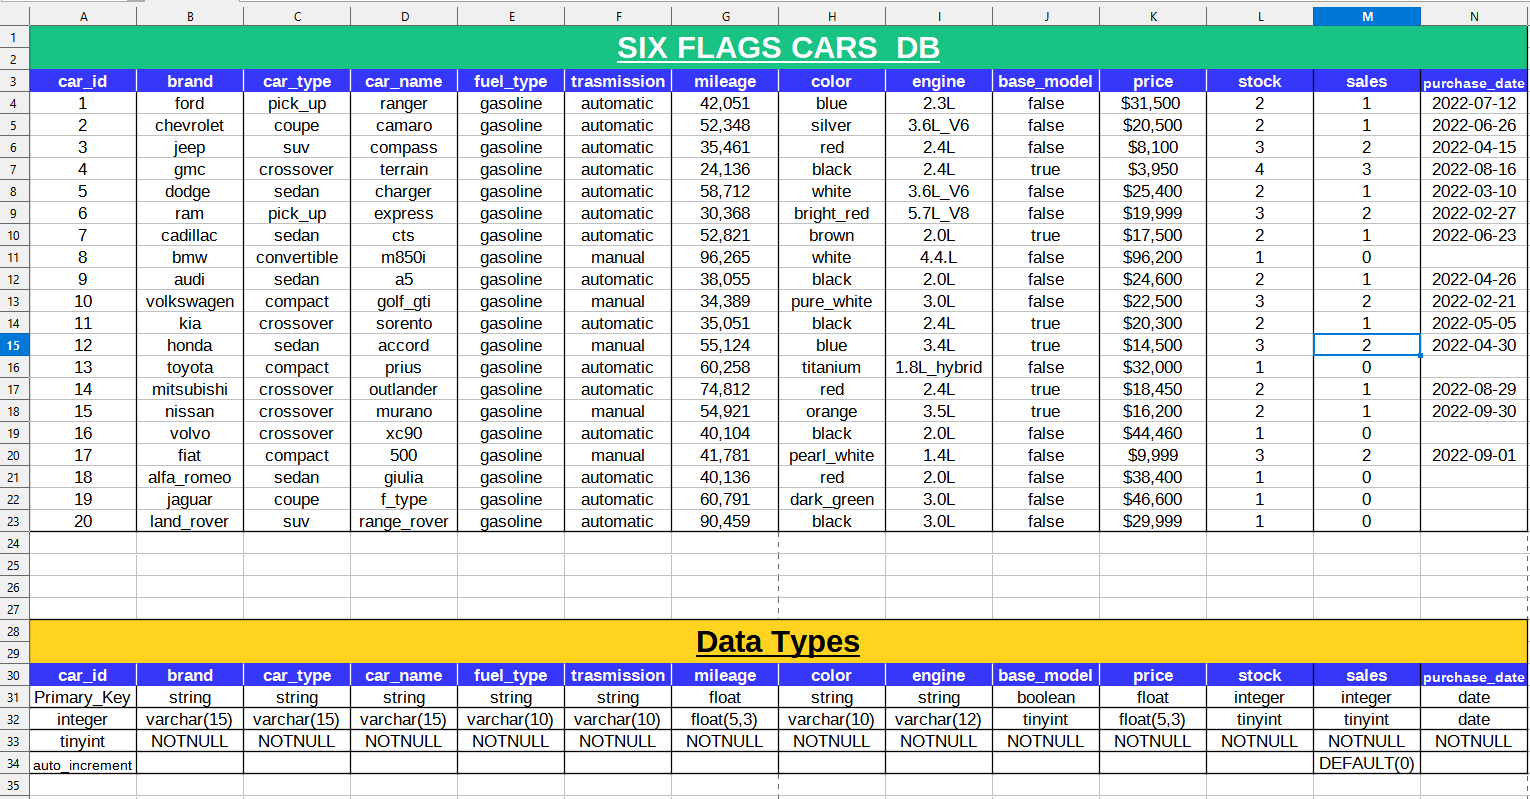 A B C D E F G H I J K L M N
1
SIX FLAGS CARS DB
2
3 car_id brand car_type car_name fuel_type trasmission mileage color engine base_model price stock sales purchase_date
4 1 ford pick_up ranger gasoline automatic 42,051 blue 2.3L false $31,500 2 1 2022-07-12
5 2 chevrolet coupe camaro gasoline automatic 52,348 silver 3.6L_V6 false $20,500 2 1 2022-06-26
6 3 jeep suv compass gasoline automatic 35,461 red 2.4L false $8,100 3 2 2022-04-15
7 4 gmc crossover terrain gasoline automatic 24,136 black 2.4L true $3,950 4 3 2022-08-16
8 5 dodge sedan charger gasoline automatic 58,712 white 3.6L_V6 false $25,400 2 1 2022-03-10
9 6 ram pick_up express gasoline automatic 30,368 bright_red 5.7L_V8 false $19,999 3 2 2022-02-27
10 7 cadillac sedan cts gasoline automatic 52,821 brown 2.0L true $17,500 2 1 2022-06-23
11 8 bmw convertible m850i gasoline manual 96,265 white 4.4.L false $96,200 1 0
12 9 audi sedan a5 gasoline automatic 38,055 black 2.0L false $24,600 2 1 2022-04-26
13 10 volkswagen compact golf_gti gasoline manual 34,389 pure_white 3.0L false $22,500 3 2 2022-02-21
14 11 kia crossover sorento gasoline automatic 35,051 black 2.4L true $20,300 2 1 2022-05-05
15 12 honda sedan accord gasoline manual 55,124 blue 3.4L true $14,500 3 2 2022-04-30
16 13 toyota compact prius gasoline automatic 60,258 titanium 1.8L_hybrid false $32,000 1 0
17 14 mitsubishi crossover outlander gasoline automatic 74,812 red 2.4L true $18,450 2 1 2022-08-29
18 15 nissan crossover murano gasoline manual 54,921 orange 3.5L true $16,200 2 1 2022-09-30
19 16 volvo crossover xc90 gasoline automatic 40,104 black 2.0L false $44,460 1 0
20 17 fiat compact 500 gasoline manual 41,781 pearl_white 1.4L false $9,999 3 2 2022-09-01
21 18 alfa_romeo sedan giulia gasoline automatic 40,136 red 2.0L false $38,400 1 0
22 19 jaguar coupe f_type gasoline automatic 60,791 dark_green 3.0L false $46,600 1 0
23 20 land_rover suv range_rover gasoline automatic 90,459 black 3.0L false $29,999 1 0
24
25
26
27
28
Data Types
29
30 car_id brand car_type car_name fuel_type trasmission mileage color engine base_model price stock sales purchase_date
31 Primary_Key string string string string string float string string boolean float integer integer date
32 integer varchar(15) varchar(15) varchar(15) varchar(10) varchar(10) float(5,3) varchar(10) varchar(12) tinyint float(5,3) tinyint tinyint date
33 tinyint NOTNULL NOTNULL NOTNULL NOTNULL NOTNULL NOTNULL NOTNULL NOTNULL NOTNULL NOTNULL NOTNULL NOTNULL NOTNULL
34 auto_increment DEFAULT(0)
35